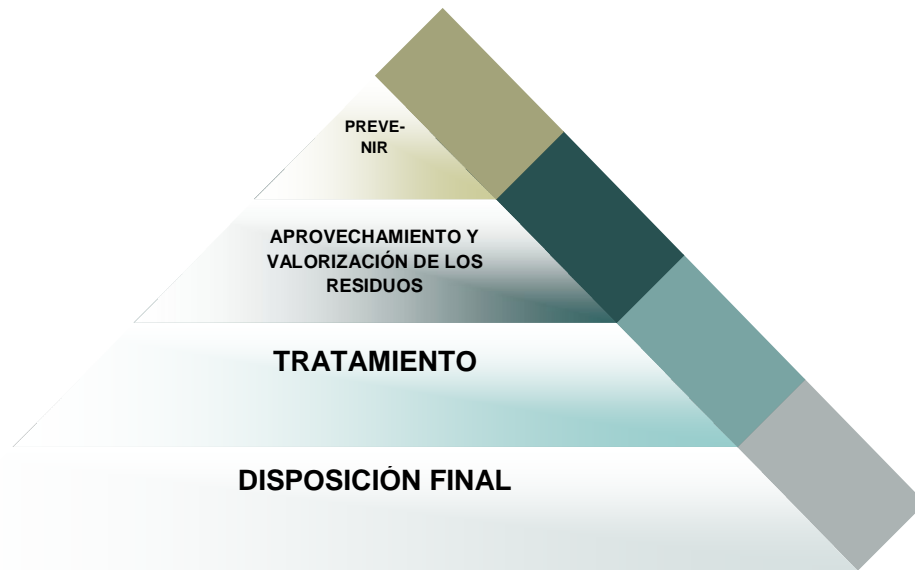 PREVE-
NIR
APROVECHAMIENTO Y
VALORIZACIÓN DE LOS
RESIDUOS
TRATAMIENTO
DISPOSICIÓN FINAL